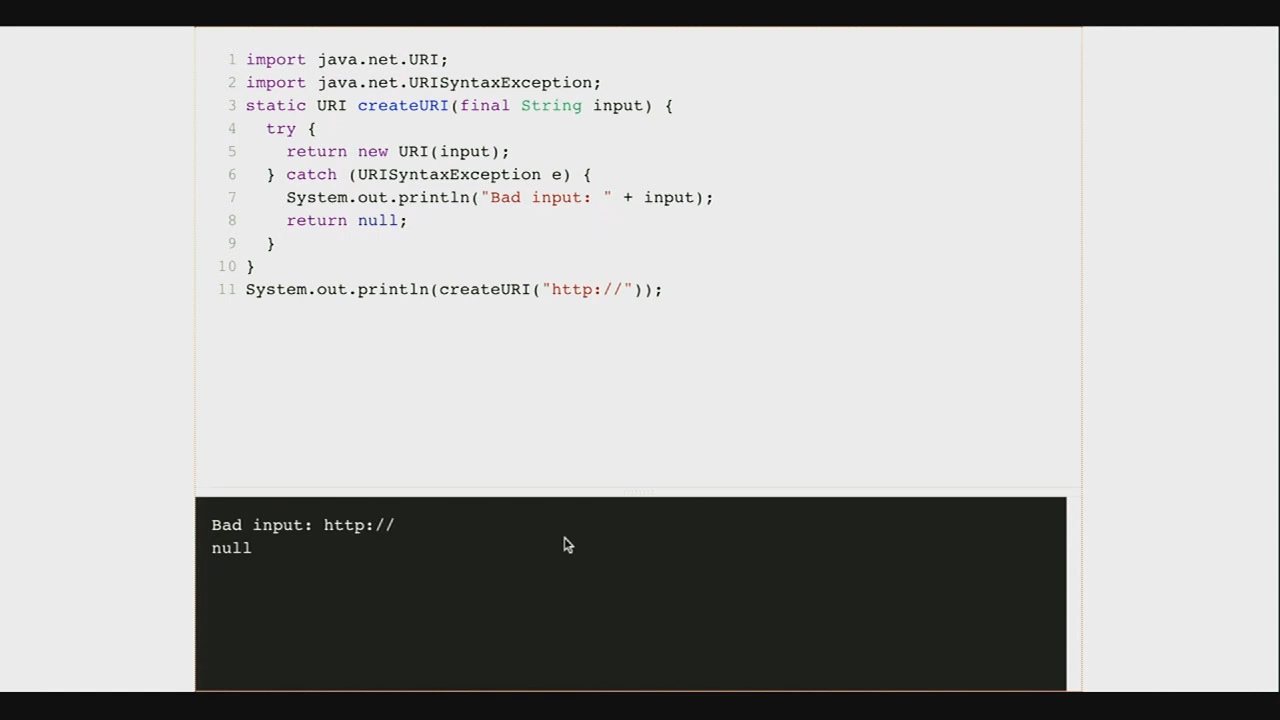 1 import java.net.URI;
2 import java.net.URISyntaxException;
3 static URI createURI(final String input) {
4   try {
5     return new URI(input);
6   } catch (URISyntaxException e) {
7     System.out.println("Bad input: " + input);
8     return null;
9   }
10 }
11 System.out.println(createURI("http://"));
Bad input: http://
null